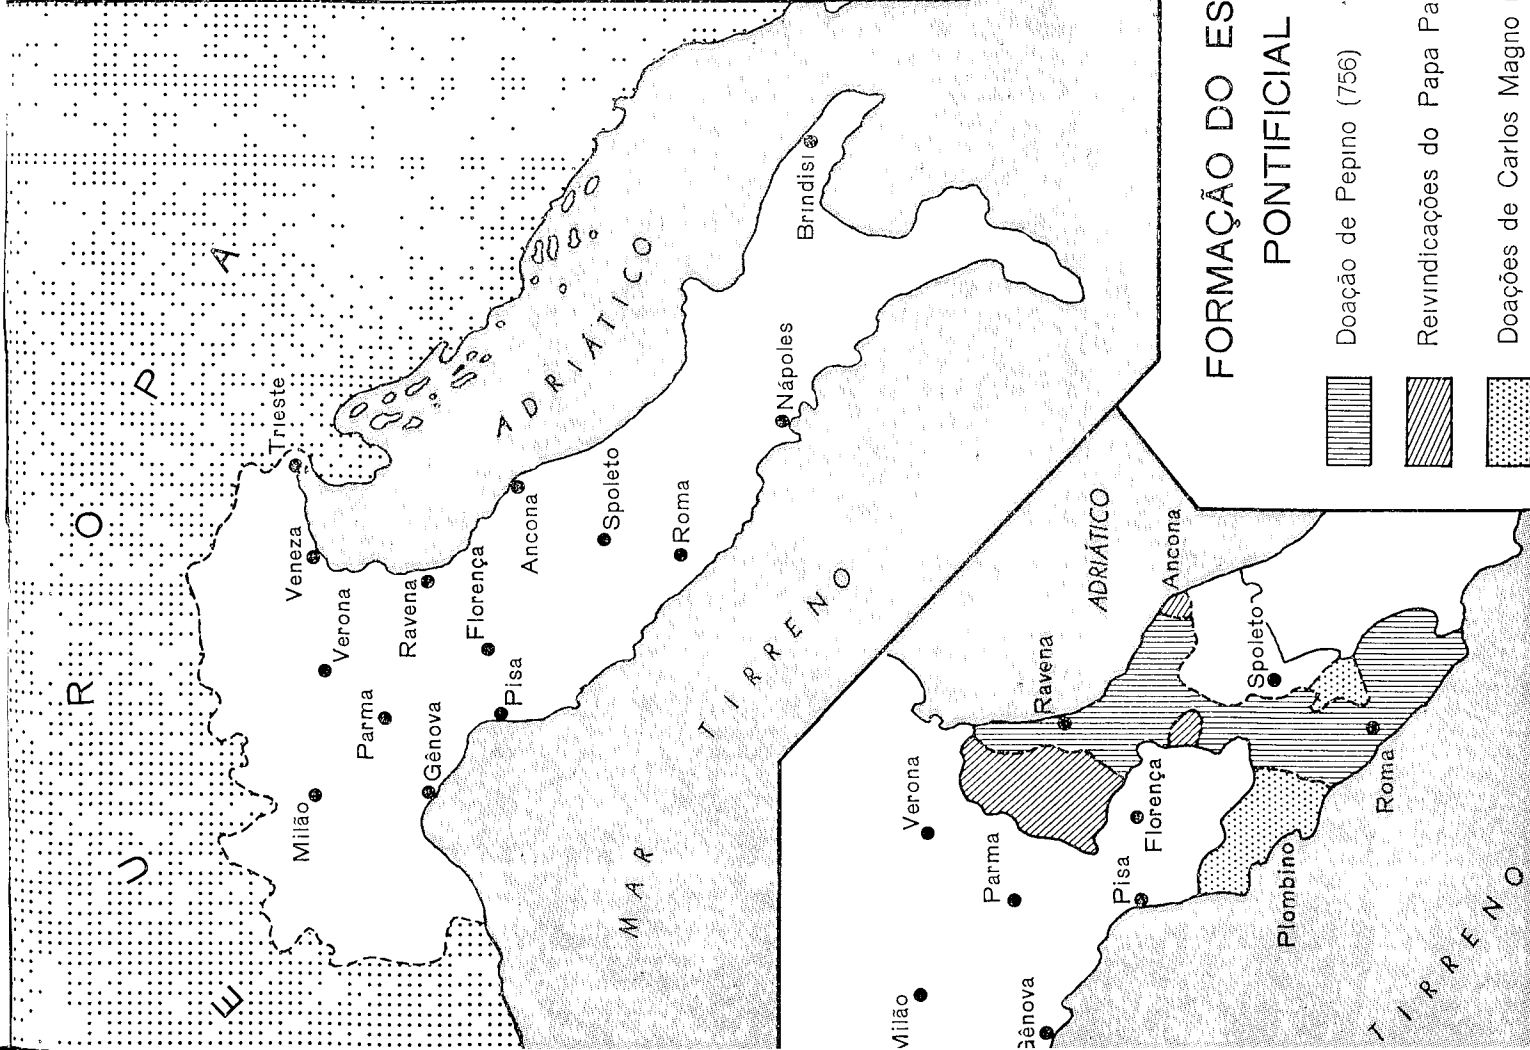 EUROPA
Trieste
Veneza
Verona
Milão
Parma
Ravena
Gênova
Florença
Pisa
Ancona
Spoleto
Roma
Nápoles
Brindisi
ADRIÁTICO
MAR TIRRENO
FORMAÇÃO DO ES
PONTIFICIAL
Doação de Pepino (756)
Reivindicações do Papa Pa
Doações de Carlos Magno
Milão
Gênova
Verona
Parma
Pisa
Florença
Ravena
ADRIÁTICO
Ancona
Spoleto
Roma
Piombino
TIRRENO